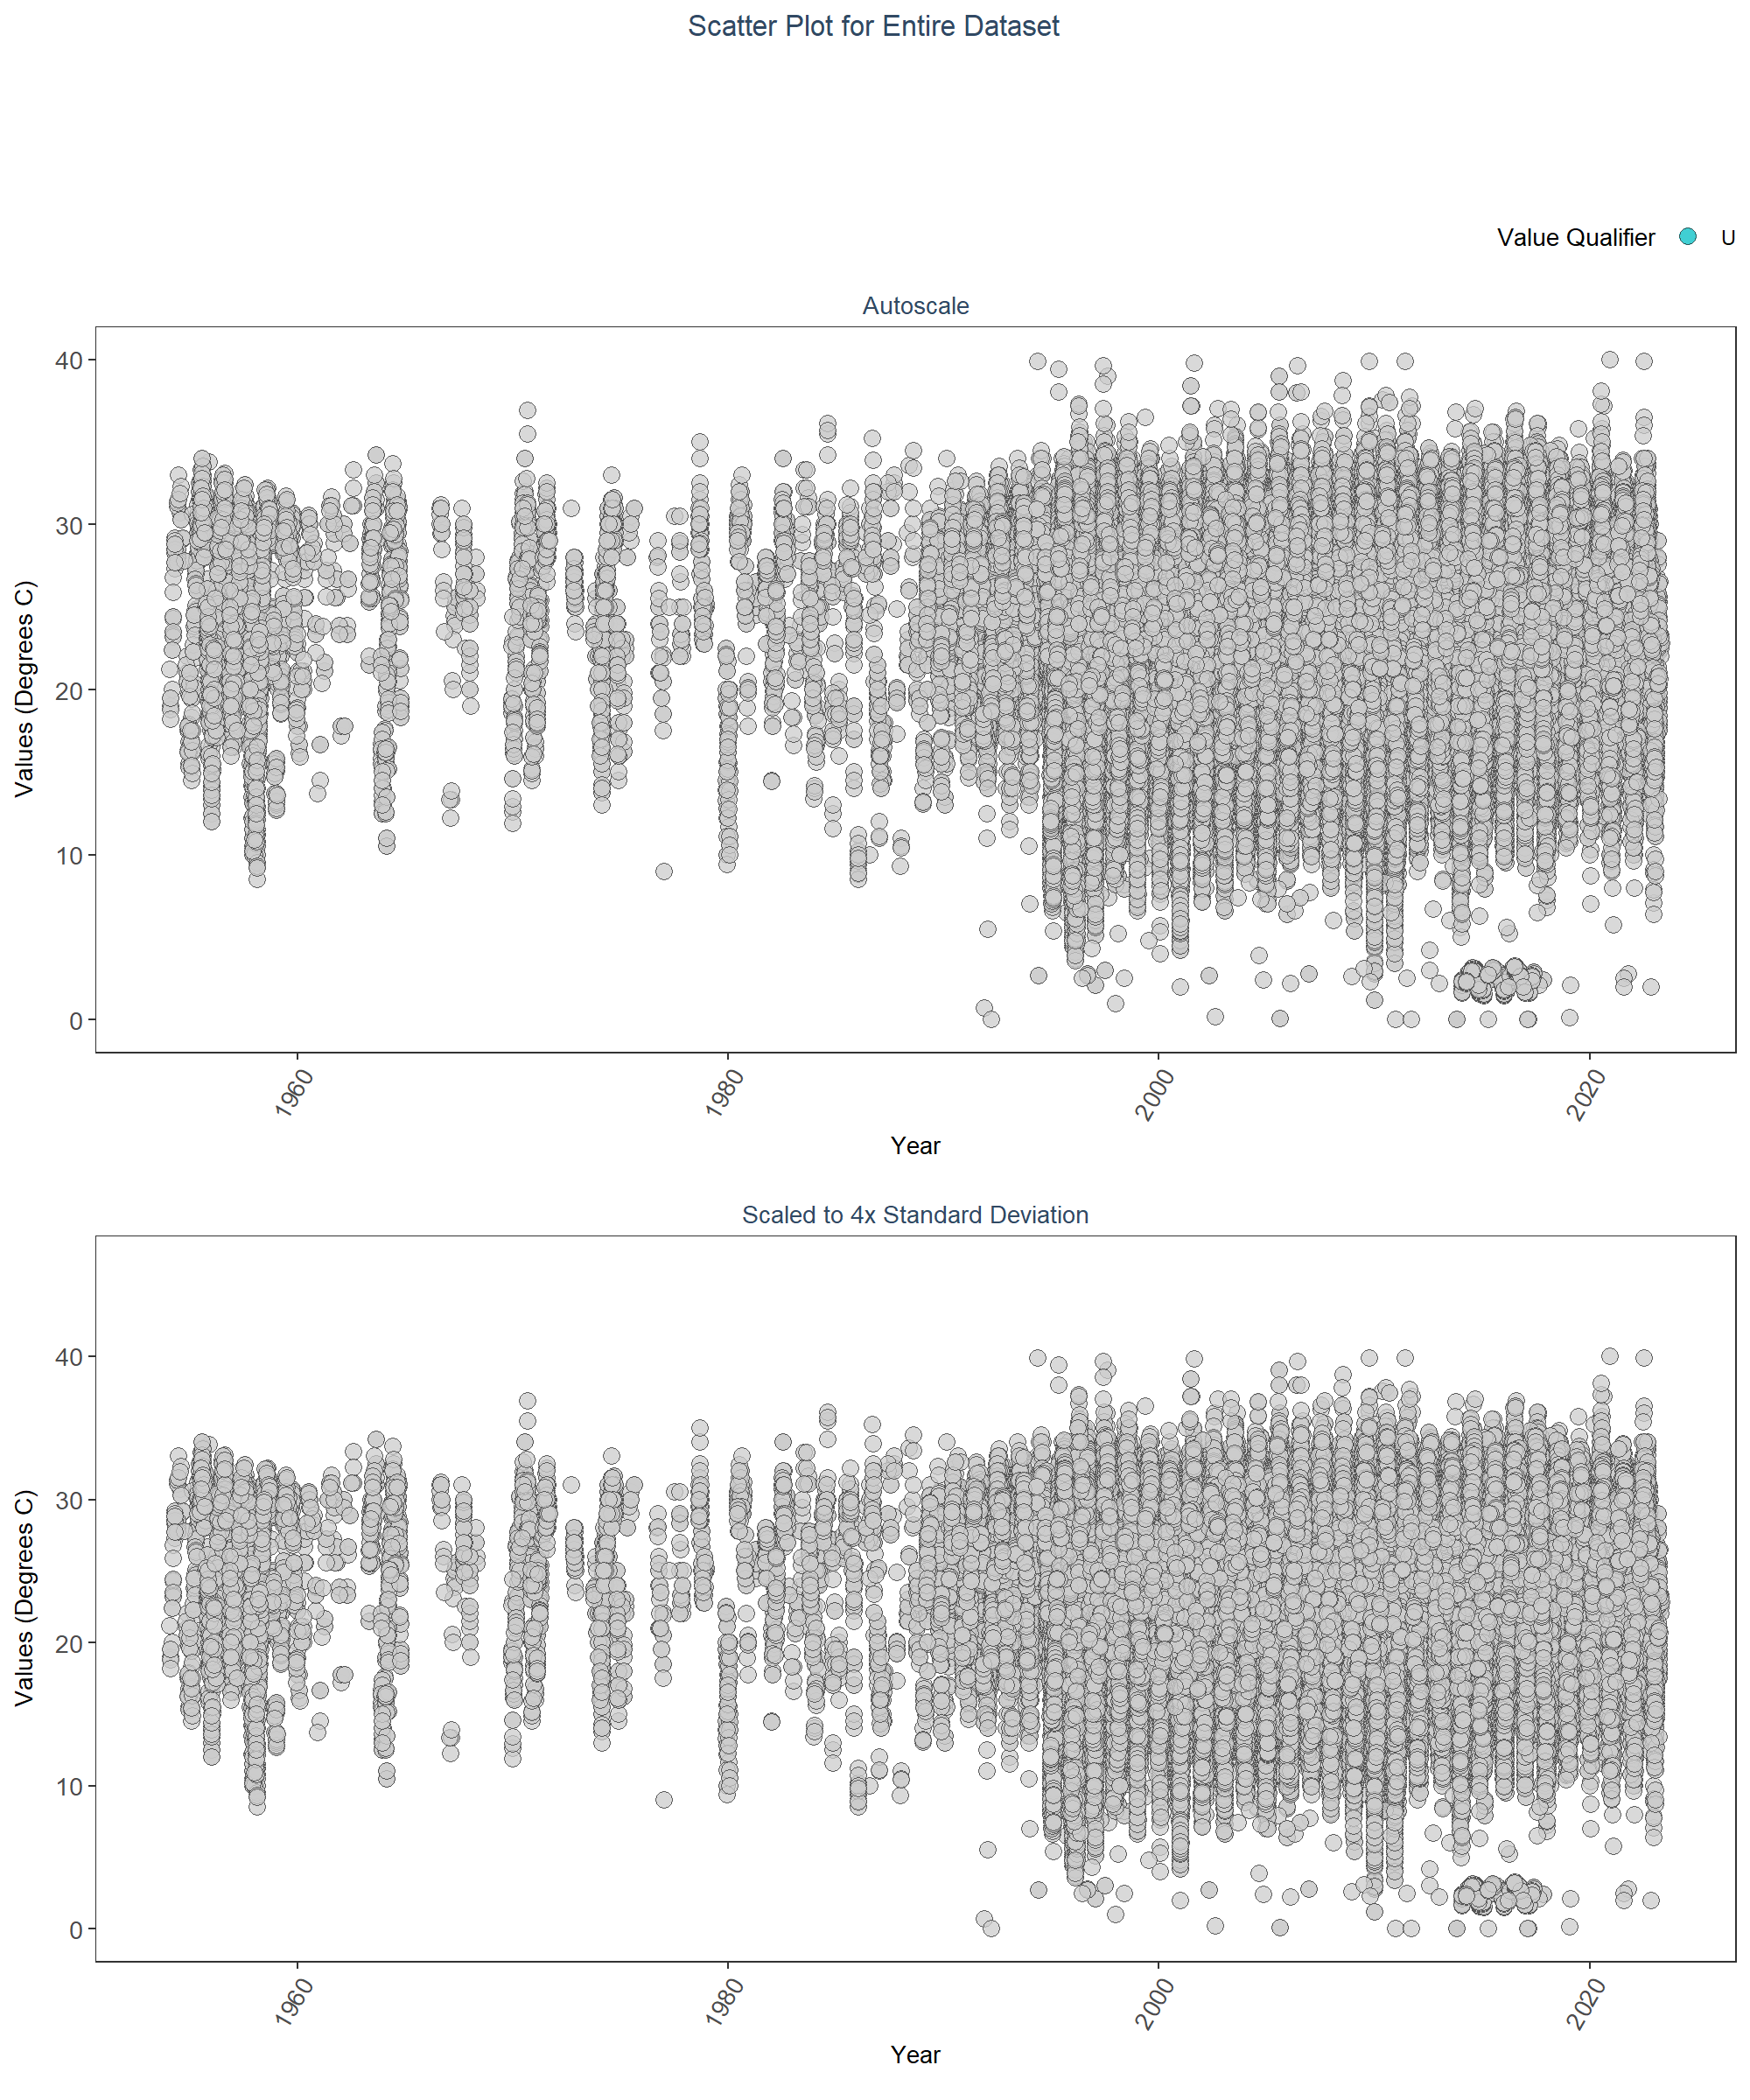 Scatter Plot for Entire Dataset
Value Qualifier U
Autoscale
40
30
20
10
0
Values (Degrees C)
1960 1980 2000 2020
Year
Scaled to 4x Standard Deviation
40
30
20
10
0
Values (Degrees C)
1960 1980 2000 2020
Year